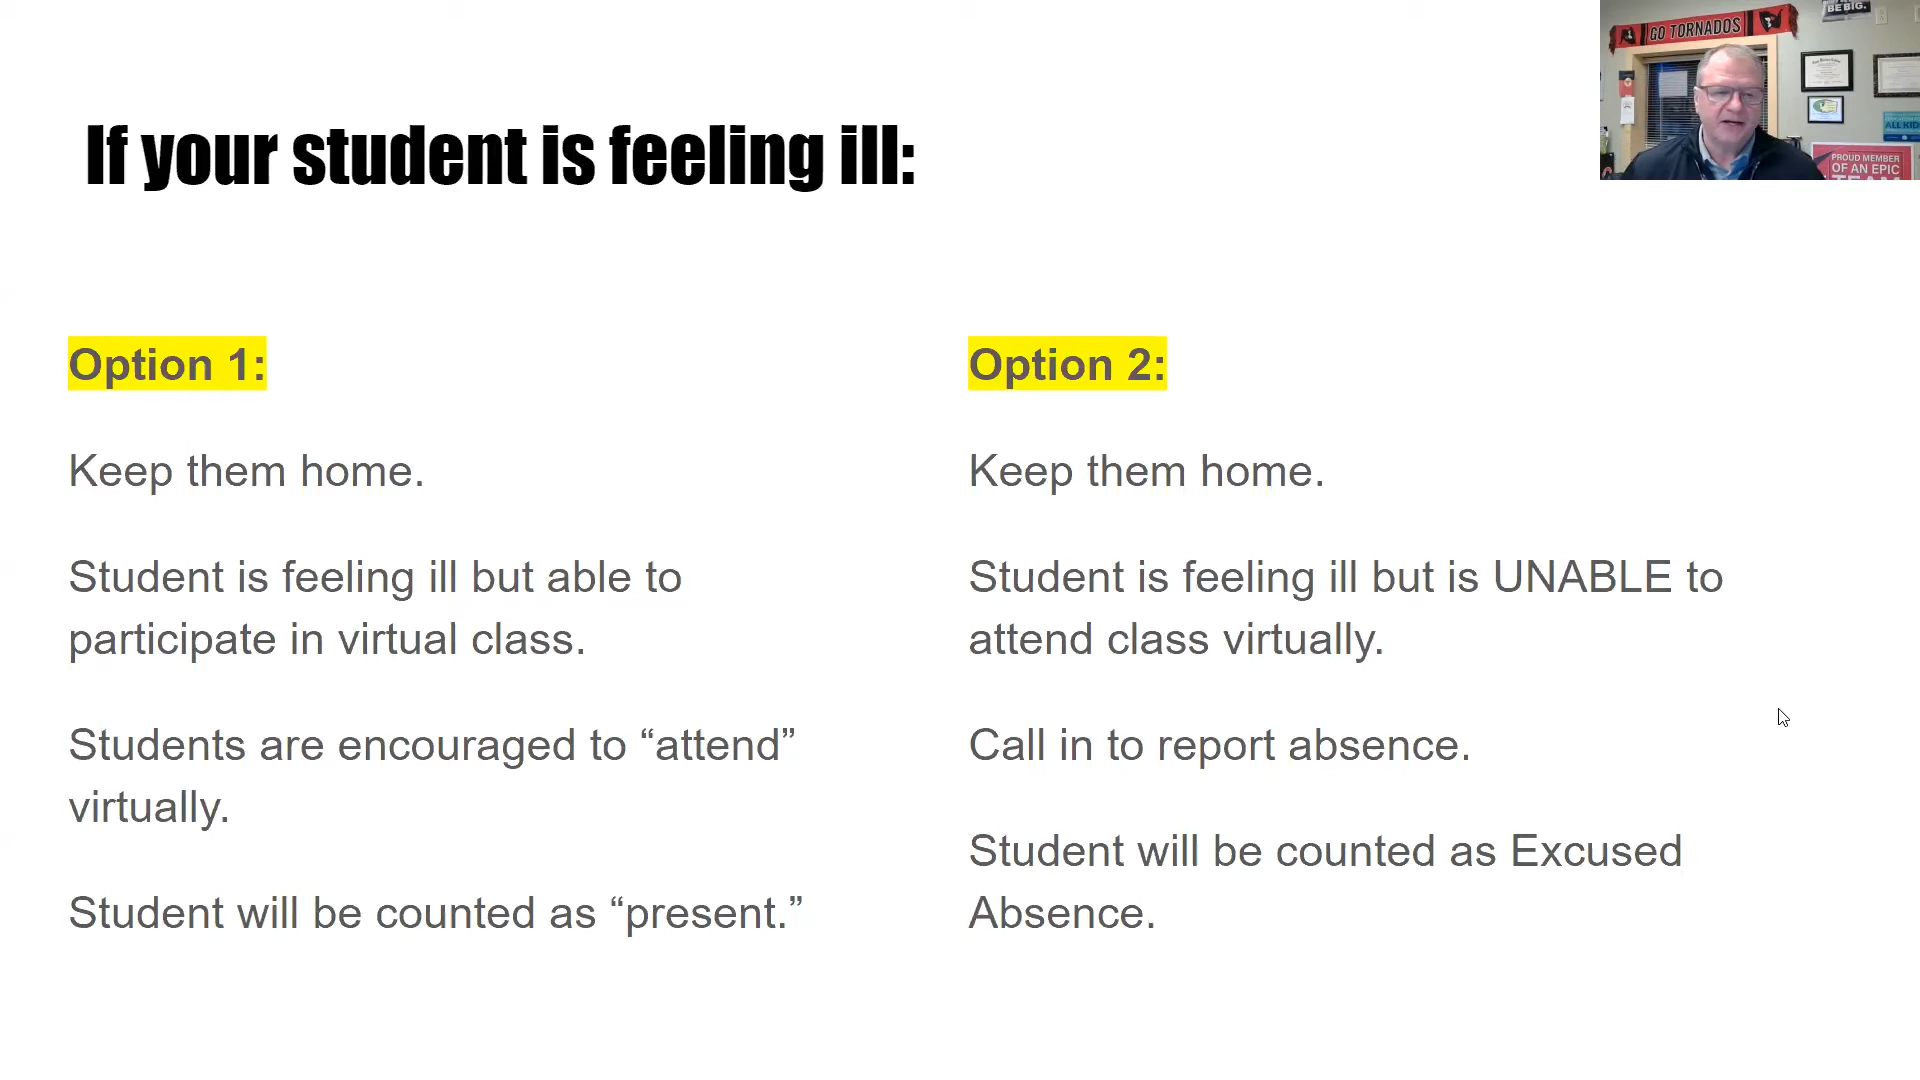 If your student is feeling ill:
Option 1:
Keep them home.
Student is feeling ill but able to
participate in virtual class.
Students are encouraged to “attend”
virtually.
Student will be counted as “present.”
Option 2:
Keep them home.
Student is feeling ill but is UNABLE to
attend class virtually.
Call in to report absence.
Student will be counted as Excused
Absence.
GO TORNADOS
BE BIG.
ALL KID
PROUD MEMBER
OF AN EPIC
TEAM